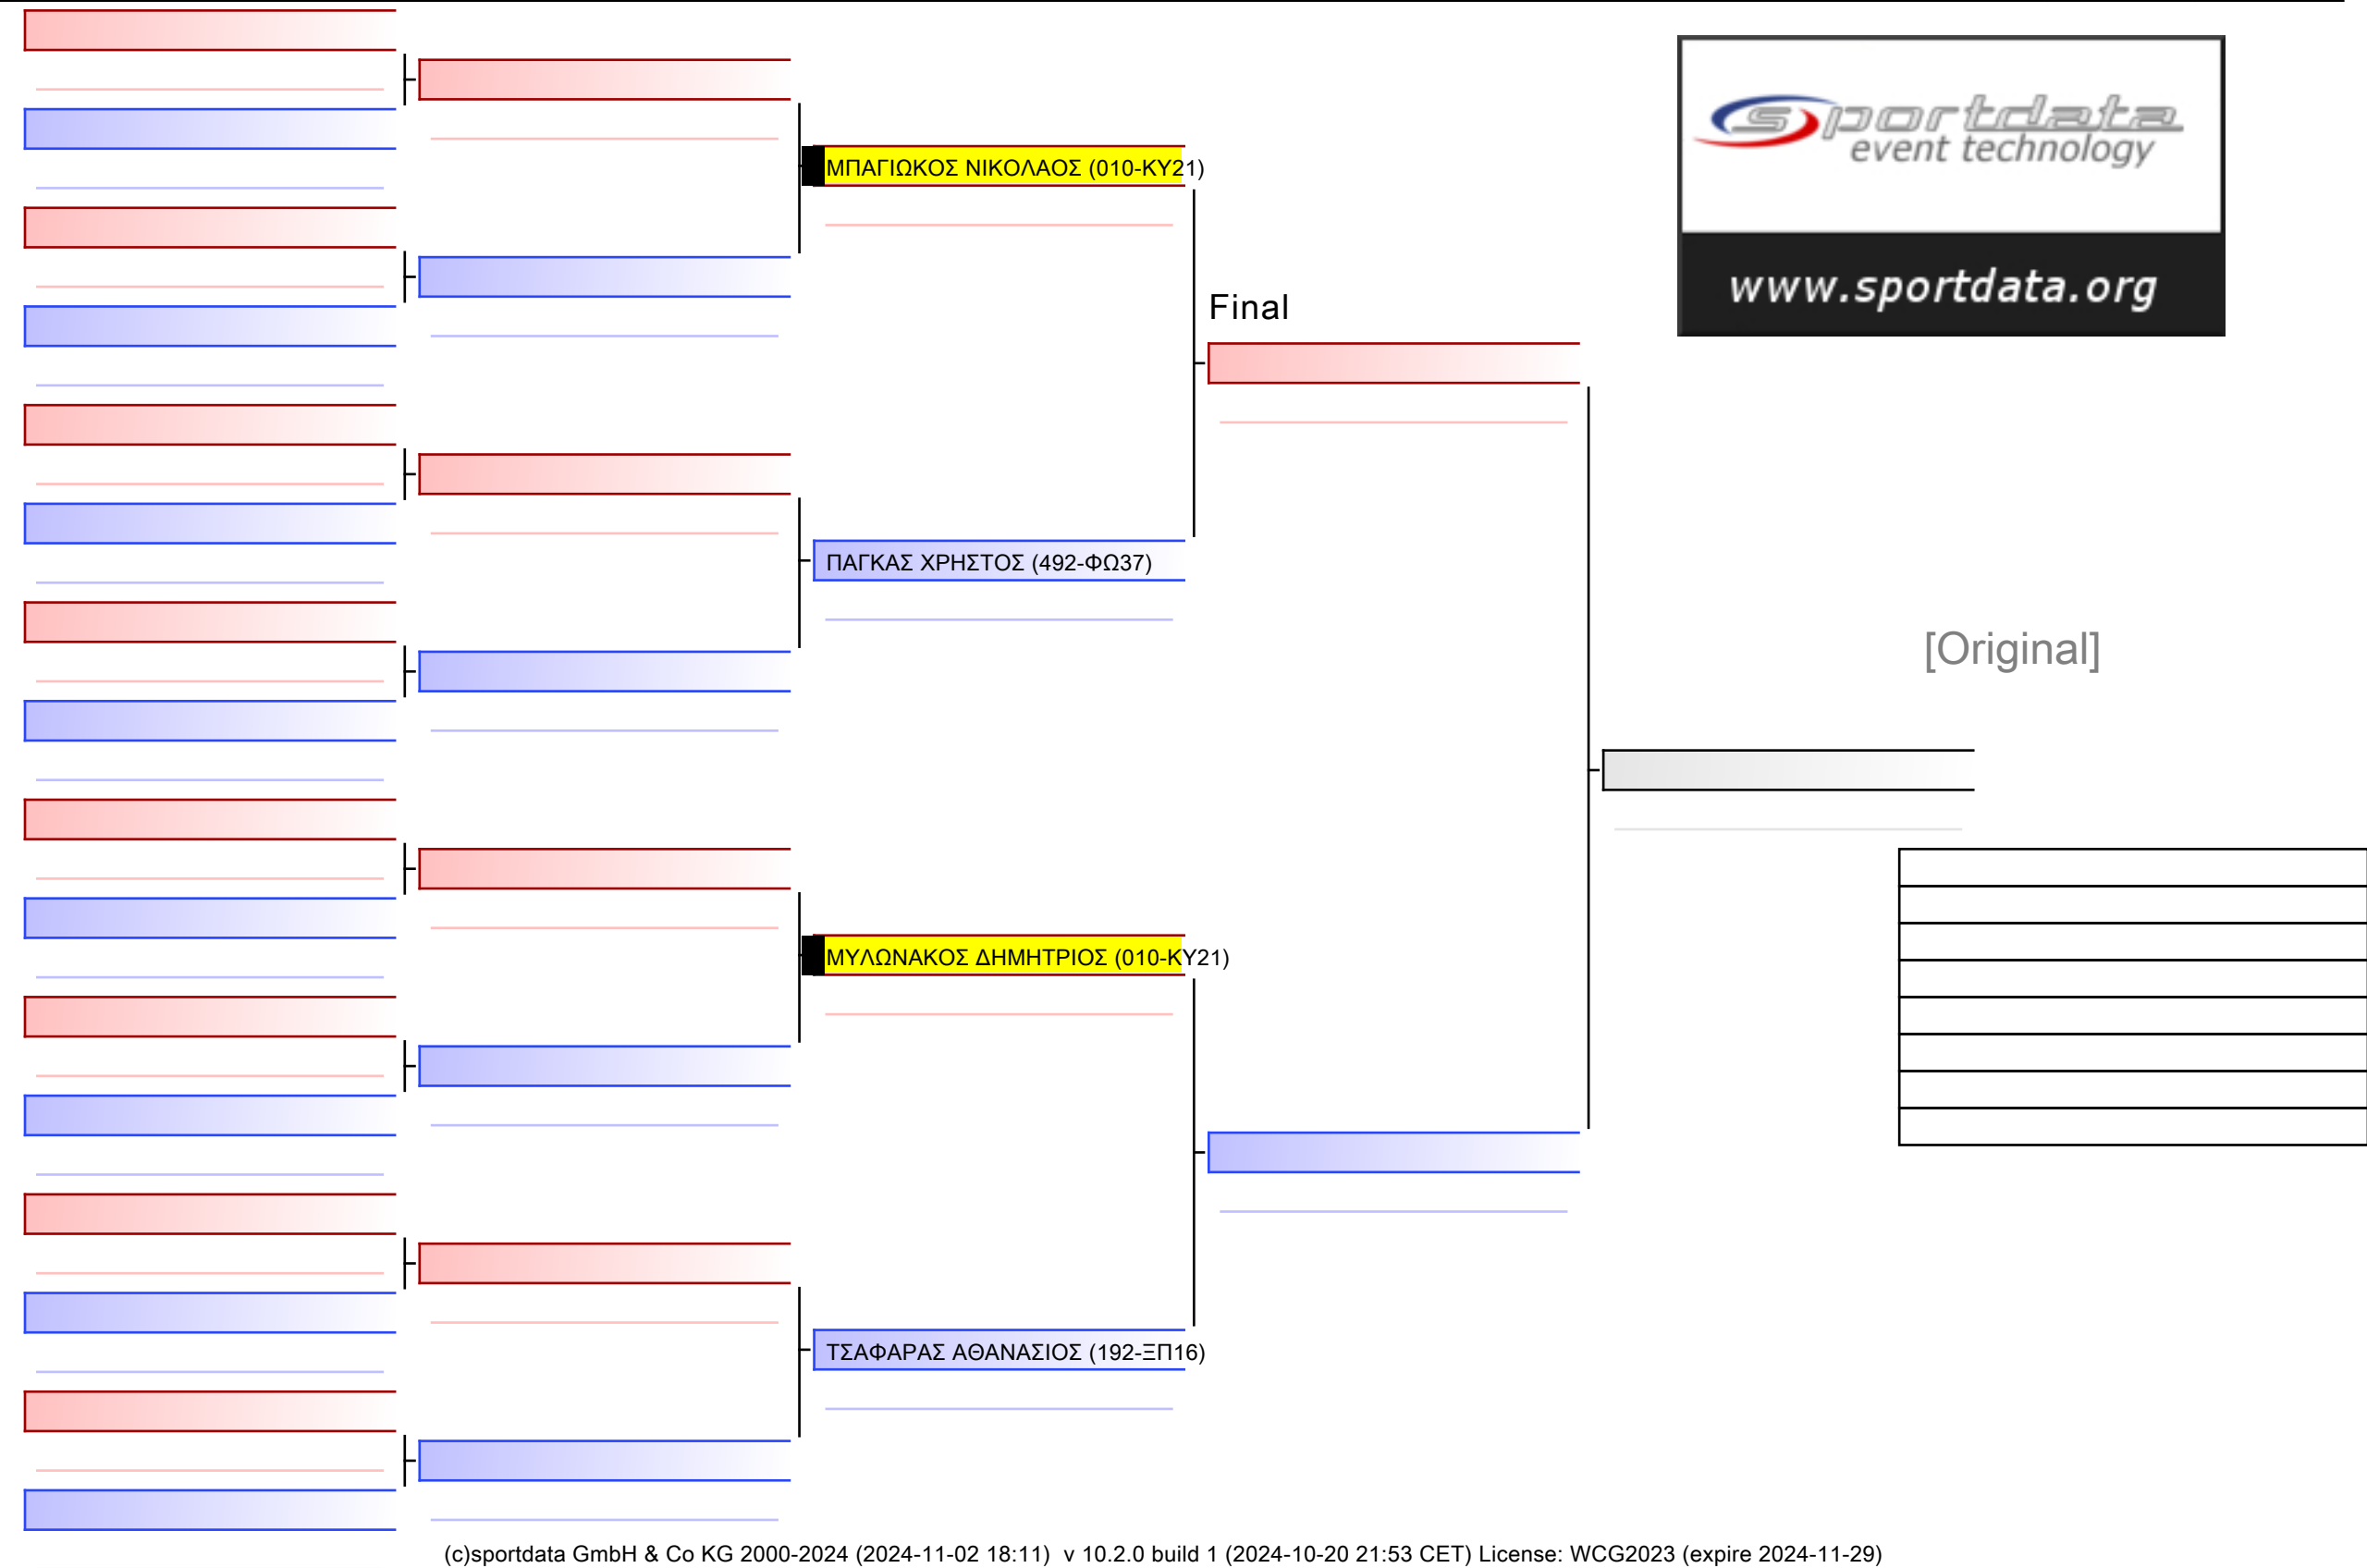 sportdata
event technology
www.sportdata.org
ΜΠΑΓΙΩΚΟΣ ΝΙΚΟΛΑΟΣ (010-ΚΥ21)
Final
ΠΑΓΚΑΣ ΧΡΗΣΤΟΣ (492-ΦΩ37)
[Original]
ΜΥΛΩΝΑΚΟΣ ΔΗΜΗΤΡΙΟΣ (010-ΚΥ21)
ΤΣΑΦΑΡΑΣ ΑΘΑΝΑΣΙΟΣ (192-ΞΠ16)
(c)sportdata GmbH & Co KG 2000-2024 (2024-11-02 18:11) v 10.2.0 build 1 (2024-10-20 21:53 CET) License: WCG2023 (expire 2024-11-29)